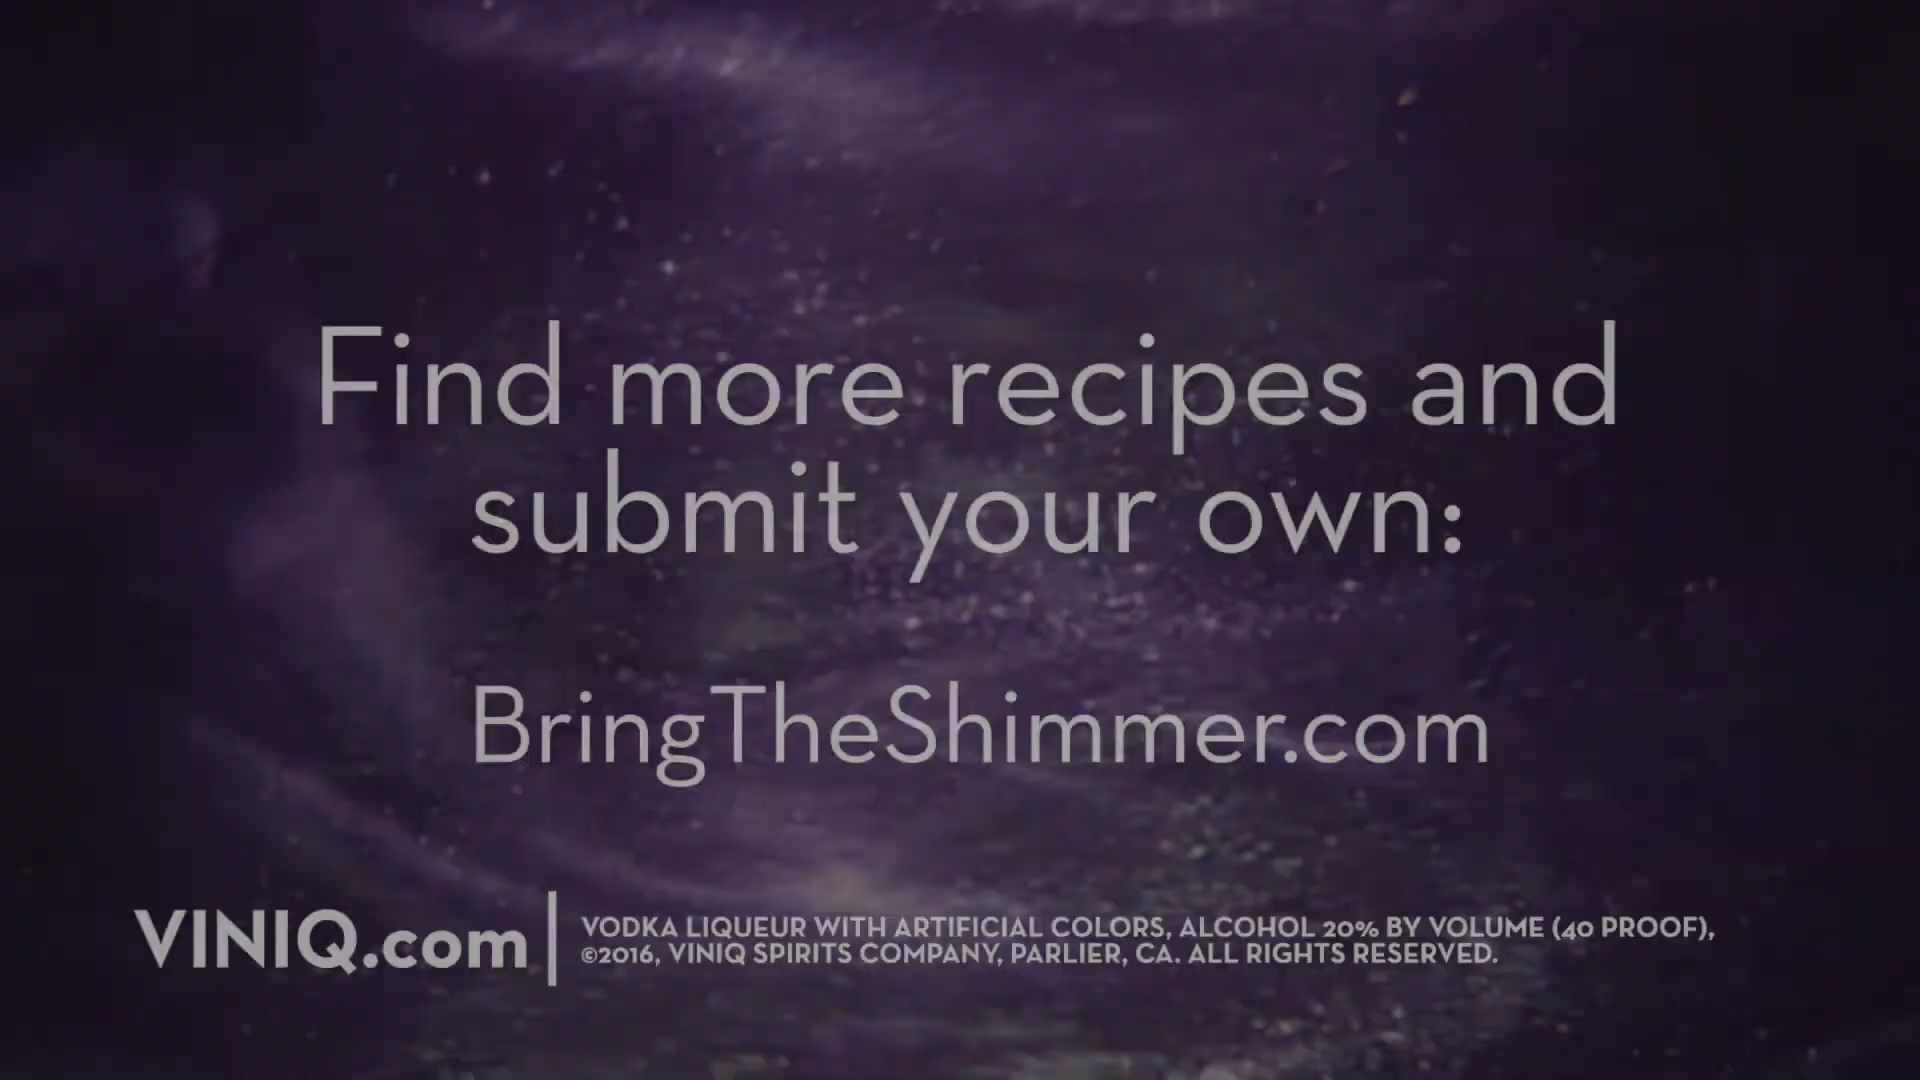 Find more recipes and
submit your own:
BringTheShimmer.com
VINIQ.com
VODKA LIQUEUR WITH ARTIFICIAL COLORS, ALCOHOL 20% BY VOLUME (40 PROOF),
©2016, VINIQ SPIRITS COMPANY, PARLIER, CA. ALL RIGHTS RESERVED.